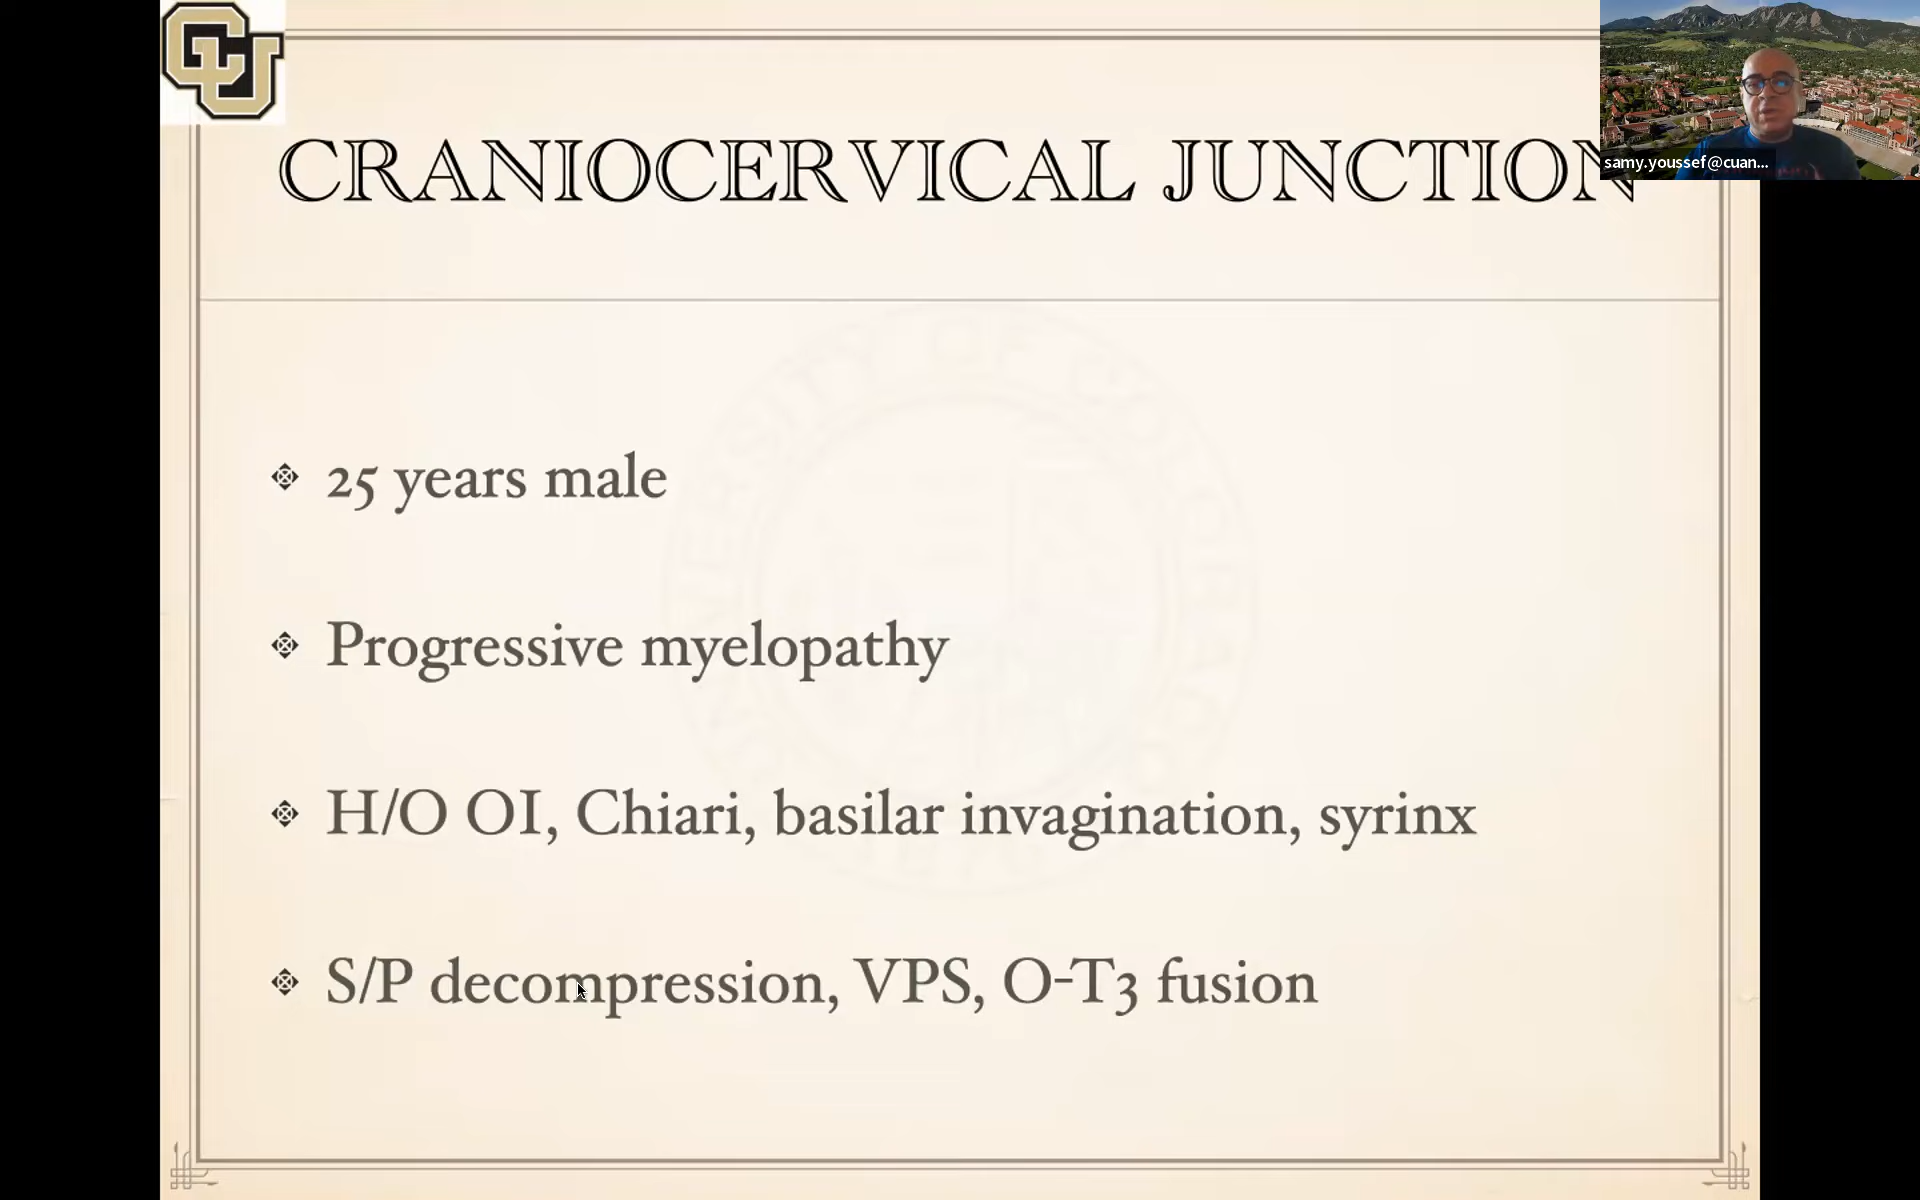 CU
CRANIOCERVICAL JUNCTION
samy.youssef@cuan...
25 years male
Progressive myelopathy
H/O OI, Chiari, basilar invagination, syrinx
S/P decompression, VPS, O-T3 fusion